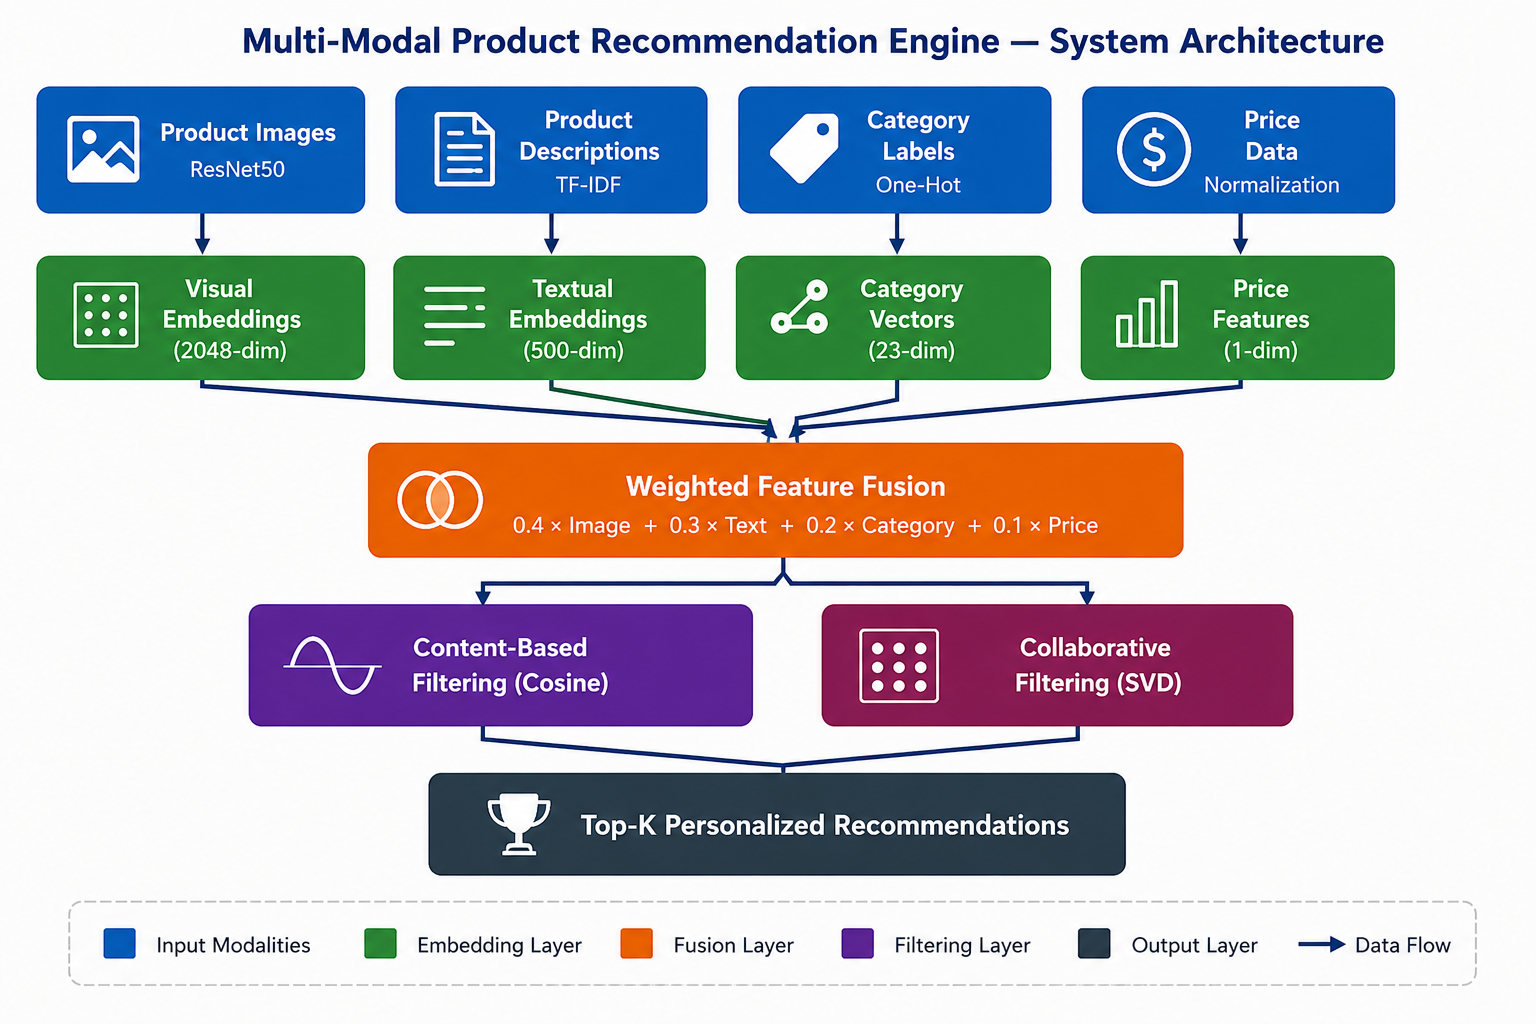 Multi-Modal Product Recommendation Engine — System Architecture
Product Images
ResNet50
Product
Descriptions
TF-IDF
Category
Labels
One-Hot
Price
Data
Normalization
Visual
Embeddings
(2048-dim)
Textual
Embeddings
(500-dim)
Category
Vectors
(23-dim)
Price
Features
(1-dim)
Weighted Feature Fusion
0.4 × Image + 0.3 × Text + 0.2 × Category + 0.1 × Price
Content-Based
Filtering (Cosine)
Collaborative
Filtering (SVD)
Top-K Personalized Recommendations
Input Modalities
Embedding Layer
Fusion Layer
Filtering Layer
Output Layer
Data Flow